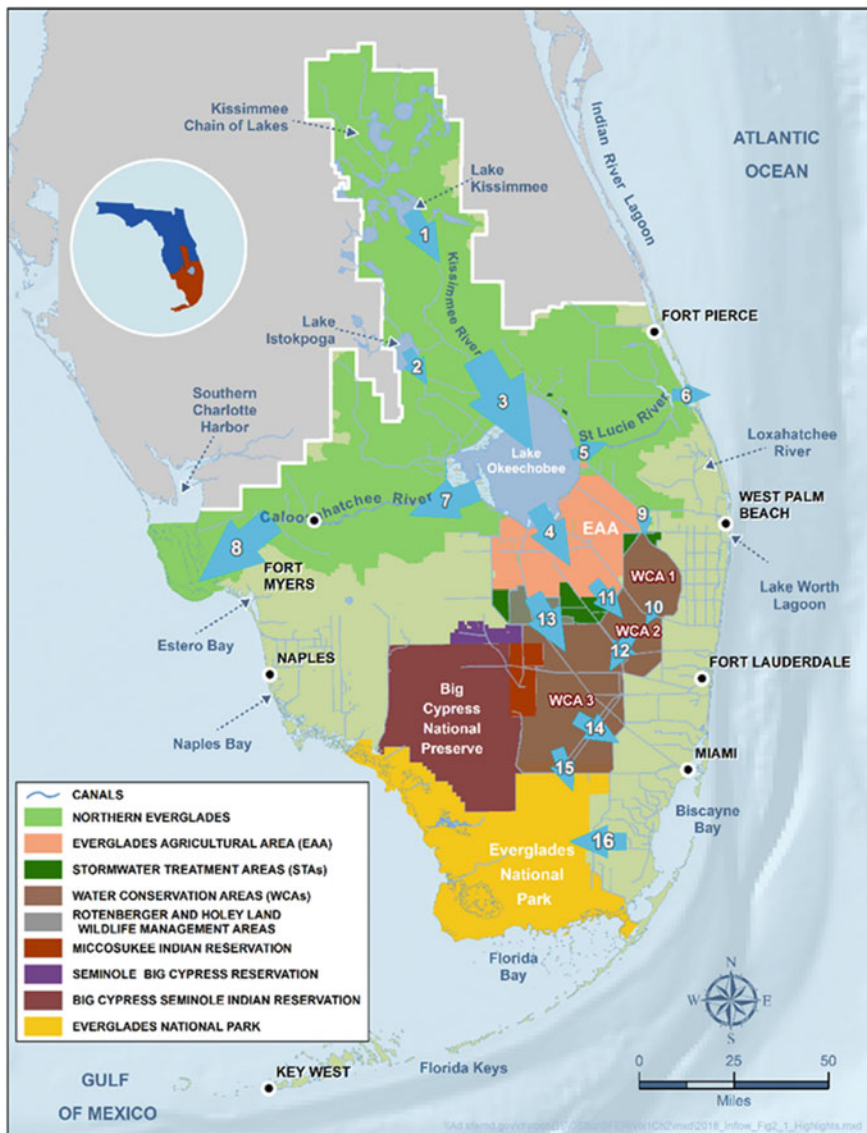 Kissimmee
Chain of Lakes
Indian River Lagoon
ATLANTIC
OCEAN
Lake
Kissimmee
1
Kissimmee River
Lake
Istokpoga
2
FORT PIERCE
Southern
Charlotte
Harbor
3
6
St Lucie River
5
Lake
Okeechobee
Loxahatchee
River
7
Caloosahatchee River
4
EAA
9
WEST PALM
BEACH
8
FORT
MYERS
WCA 1
Lake Worth
Lagoon
11
10
13
WCA 2
Estero Bay
12
NAPLES
FORT LAUDERDALE
Big
Cypress
National
Preserve
WCA 3
Naples Bay
14
15
MIAMI
Biscayne
Bay
16
Everglades
National
Park
CANALS
NORTHERN EVERGLADES
EVERGLADES AGRICULTURAL AREA (EAA)
STORMWATER TREATMENT AREAS (STAs)
WATER CONSERVATION AREAS (WCAs)
ROTENBERGER AND HOLEY LAND
WILDLIFE MANAGEMENT AREAS
MICCOSUKEE INDIAN RESERVATION
SEMINOLE BIG CYPRESS RESERVATION
BIG CYPRESS SEMINOLE INDIAN RESERVATION
EVERGLADES NATIONAL PARK
Florida
Bay
N
W E
S
KEY WEST
Florida Keys
GULF
OF MEXICO
0 25 50
Miles